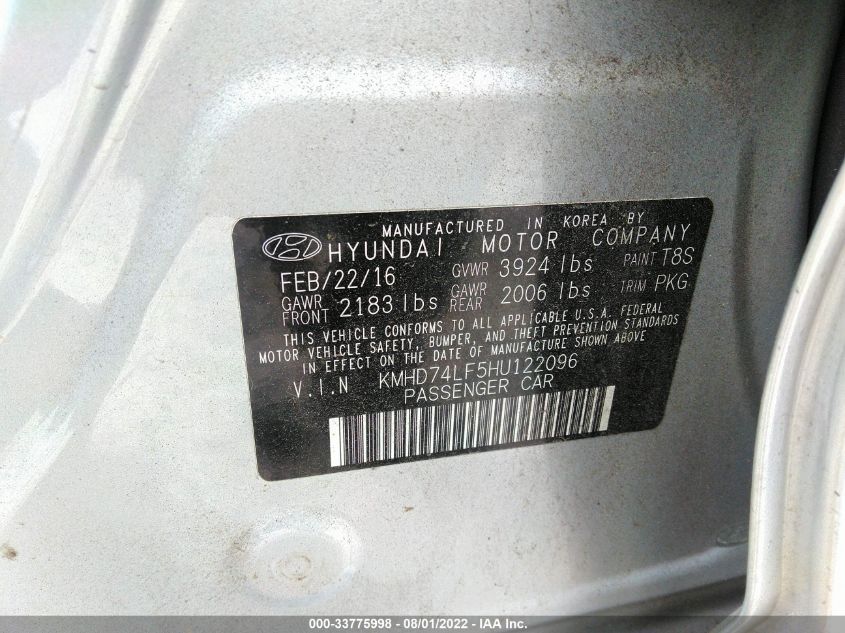 MANUFACTURED IN KOREA BY
HYUNDAI MOTOR COMPANY
FEB/22/16 GVWR 3924 lbs PAINT T8S
GAWR FRONT 2183 lbs GAWR REAR 2006 lbs TRIM PKG
THIS VEHICLE CONFORMS TO ALL APPLICABLE U.S.A. FEDERAL
MOTOR VEHICLE SAFETY, BUMPER, AND THEFT PREVENTION STANDARDS
IN EFFECT ON THE DATE OF MANUFACTURE SHOWN ABOVE
V.I.N KMHD74LF5HU122096
PASSENGER CAR
000-33775998 - 08/01/2022 - IAA Inc.